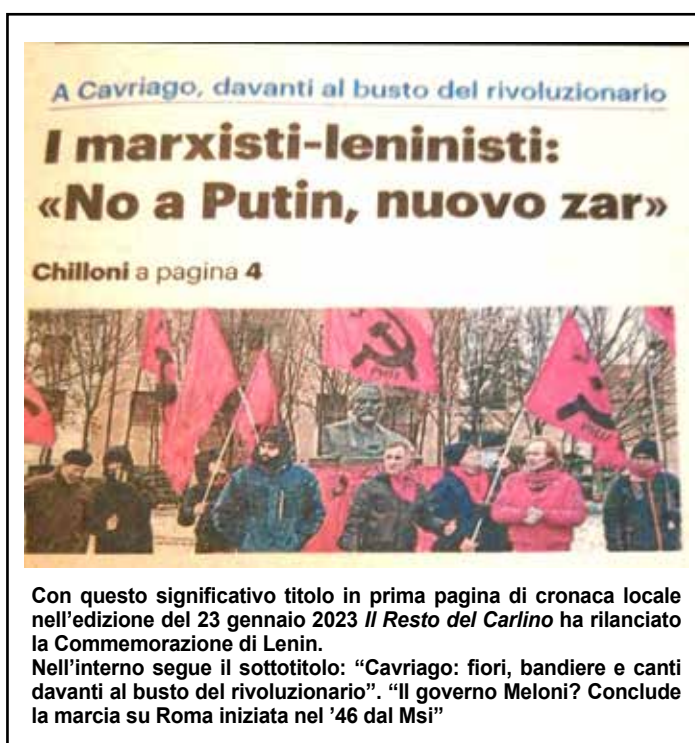 A Cavriago, davanti al busto del rivoluzionario
I marxisti-leninisti:
«No a Putin, nuovo zar»
Chilloni a pagina 4
PMLI
PMLI
Con questo significativo titolo in prima pagina di cronaca locale
nell’edizione del 23 gennaio 2023 Il Resto del Carlino ha rilanciato
la Commemorazione di Lenin.
Nell’interno segue il sottotitolo: “Cavriago: fiori, bandiere e canti
davanti al busto del rivoluzionario”. “Il governo Meloni? Conclude
la marcia su Roma iniziata nel ’46 dal Msi”